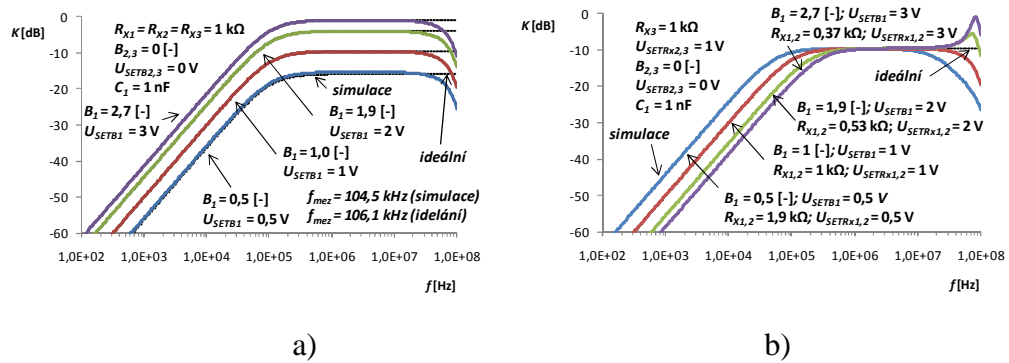 K [dB]
0
-10
-20
-30
-40
-50
-60
R_X1 = R_X2 = R_X3 = 1 kΩ
B_2,3 = 0 [-]
U_SETB2,3 = 0 V
C_1 = 1 nF
B_1 = 2,7 [-]
U_SETB1 = 3 V
simulace
B_1 = 1,9 [-]
U_SETB1 = 2 V
ideální
B_1 = 1,0 [-]
U_SETB1 = 1 V
B_1 = 0,5 [-]
U_SETB1 = 0,5 V
f_mez = 104,5 kHz (simulace)
f_mez = 106,1 kHz (idelání)
1,0E+02 1,0E+03 1,0E+04 1,0E+05 1,0E+06 1,0E+07 1,0E+08
f [Hz]
a)
K [dB]
0
-10
-20
-30
-40
-50
-60
B_1 = 2,7 [-]; U_SETB1 = 3 V
R_X1,2 = 0,37 kΩ; U_SETRx1,2 = 3 V
R_X3 = 1 kΩ
U_SETRx2,3 = 1 V
B_2,3 = 0 [-]
U_SETB2,3 = 0 V
C_1 = 1 nF
ideální
B_1 = 1,9 [-]; U_SETB1 = 2 V
R_X1,2 = 0,53 kΩ; U_SETRx1,2 = 2 V
simulace
B_1 = 1 [-]; U_SETB1 = 1 V
R_X1,2 = 1 kΩ; U_SETRx1,2 = 1 V
B_1 = 0,5 [-]; U_SETB1 = 0,5 V
R_X1,2 = 1,9 kΩ; U_SETRx1,2 = 0,5 V
1,0E+02 1,0E+03 1,0E+04 1,0E+05 1,0E+06 1,0E+07 1,0E+08
f [Hz]
b)